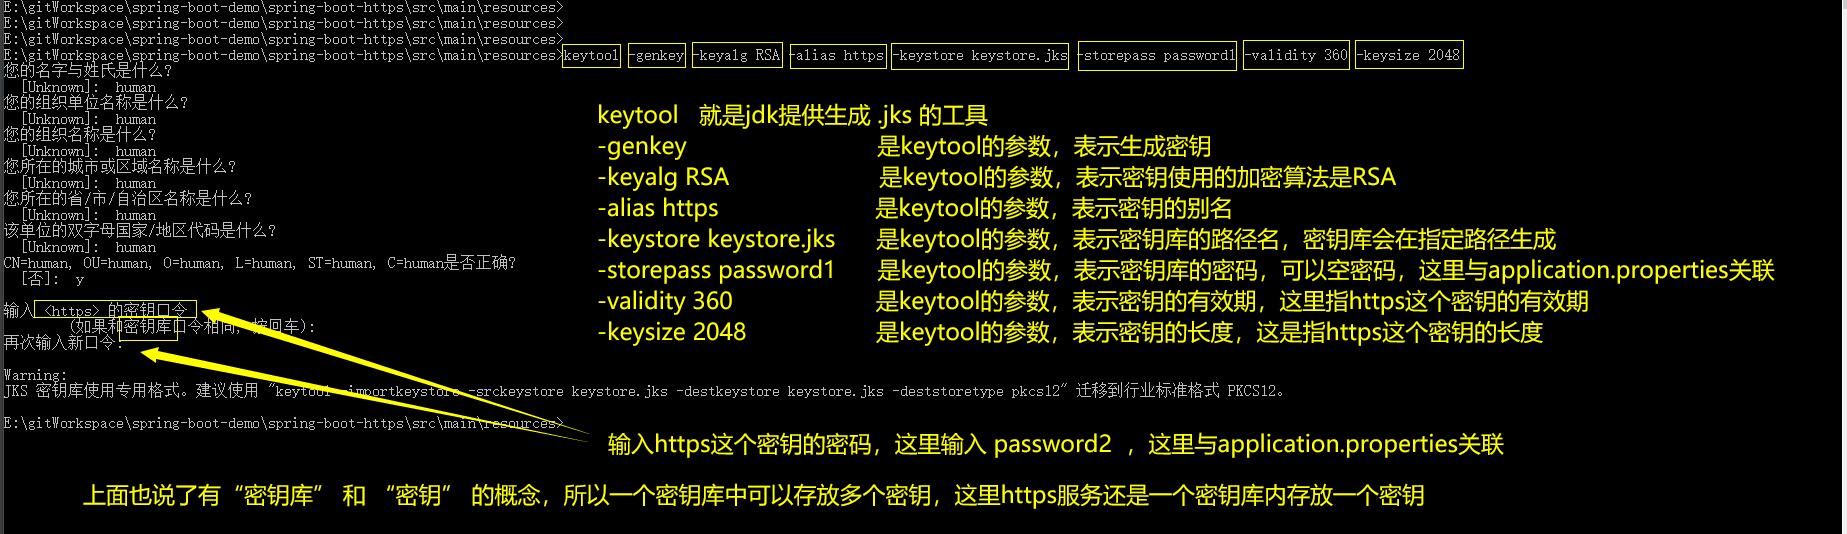 E:\gitWorkspace\spring-boot-demo\spring-boot-https\src\main\resources>
E:\gitWorkspace\spring-boot-demo\spring-boot-https\src\main\resources>
E:\gitWorkspace\spring-boot-demo\spring-boot-https\src\main\resources>
E:\gitWorkspace\spring-boot-demo\spring-boot-https\src\main\resources>keytool -genkey -keyalg RSA -alias https -keystore keystore.jks -storepass password1 -validity 360 -keysize 2048
您的名字与姓氏是什么?
[Unknown]: human
您的组织单位名称是什么?
[Unknown]: human
您的组织名称是什么?
[Unknown]: human
您所在的城市或区域名称是什么?
[Unknown]: human
您所在的省/市/自治区名称是什么?
[Unknown]: human
该单位的双字母国家/地区代码是什么?
[Unknown]: human
CN=human, OU=human, O=human, L=human, ST=human, C=human是否正确?
[否]: y
输入 <https> 的密钥口令
(如果和密钥库口令相同, 按回车):
再次输入新口令:
Warning:
JKS 密钥库使用专用格式。建议使用 "keytool -importkeystore -srckeystore keystore.jks -destkeystore keystore.jks -deststoretype pkcs12" 迁移到行业标准格式 PKCS12。
E:\gitWorkspace\spring-boot-demo\spring-boot-https\src\main\resources>
keytool 就是jdk提供生成 .jks 的工具
-genkey 是keytool的参数，表示生成密钥
-keyalg RSA 是keytool的参数，表示密钥使用的加密算法是RSA
-alias https 是keytool的参数，表示密钥的别名
-keystore keystore.jks 是keytool的参数，表示密钥库的路径名，密钥库会在指定路径生成
-storepass password1 是keytool的参数，表示密钥库的密码，可以空密码，这里与application.properties关联
-validity 360 是keytool的参数，表示密钥的有效期，这里指https这个密钥的有效期
-keysize 2048 是keytool的参数，表示密钥的长度，这是指https这个密钥的长度
输入https这个密钥的密码，这里输入 password2 ，这里与application.properties关联
上面也说了有“密钥库” 和 “密钥” 的概念，所以一个密钥库中可以存放多个密钥，这里https服务还是一个密钥库内存放一个密钥